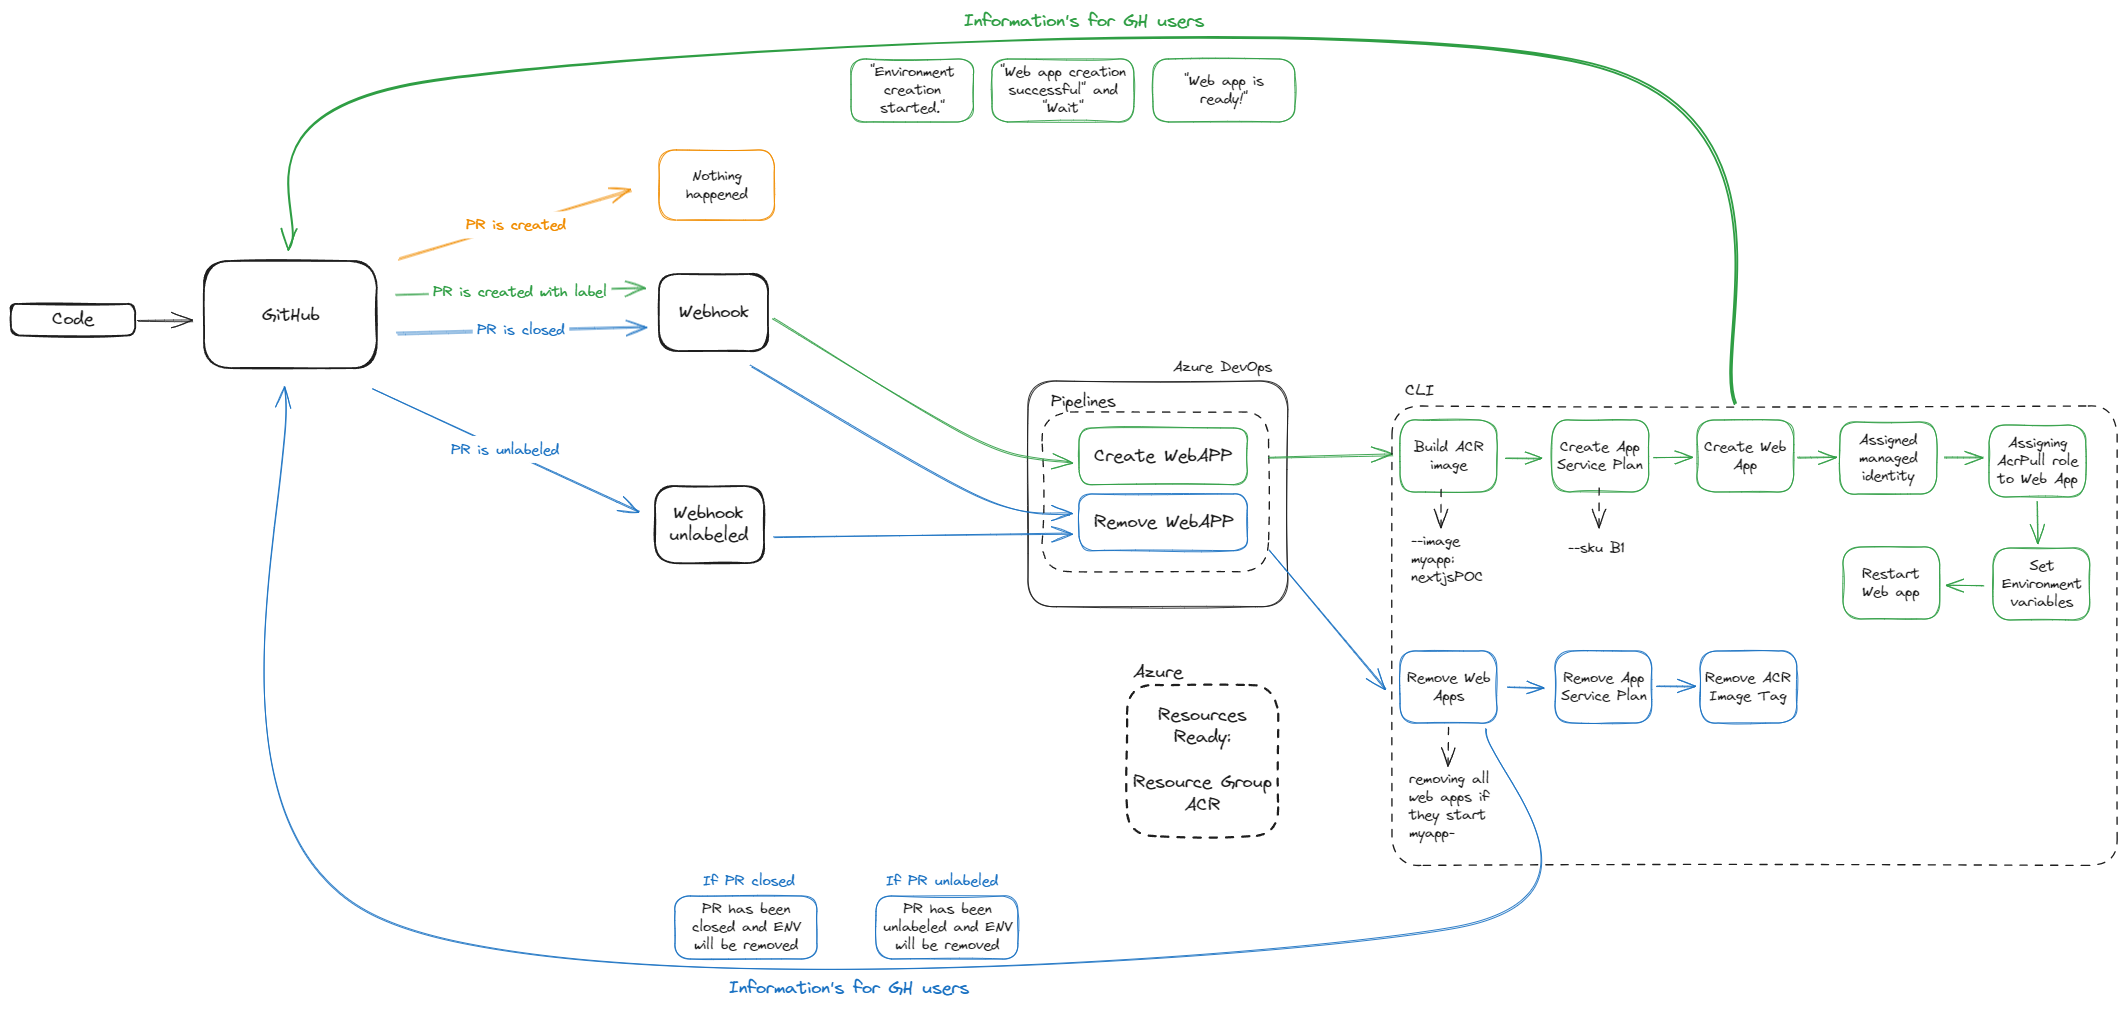 Information's for GH users
"Environment
creation
started."
"Web app creation
successful" and
"Wait"
"Web app is
ready!"
Nothing
happened
PR is created
Code
GitHub
PR is created with label
PR is closed
Webhook
PR is unlabeled
Webhook
unlabeled
Azure DevOps
Pipelines
Create WebAPP
Remove WebAPP
CLI
Build ACR
image
Create App
Service Plan
Create Web
App
Assigned
managed
identity
Assigning
AcrPull role
to Web App
--image
myapp:
nextjsPOC
--sku B1
Restart
Web app
Set
Environment
variables
Azure
Resources
Ready:
Resource Group
ACR
Remove Web
Apps
Remove App
Service Plan
Remove ACR
Image Tag
removing all
web apps if
they start
myapp-
If PR closed
PR has been
closed and ENV
will be removed
If PR unlabeled
PR has been
unlabeled and ENV
will be removed
Information's for GH users